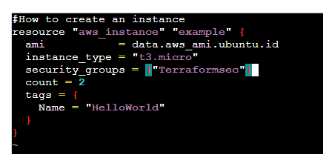 #How to create an instance
resource "aws_instance" "example" {
  ami           = data.aws_ami.ubuntu.id
  instance_type = "t3.micro"
  security_groups = ["Terraformsec"]
  count = 2
  tags = {
    Name = "HelloWorld"
  }
}
~